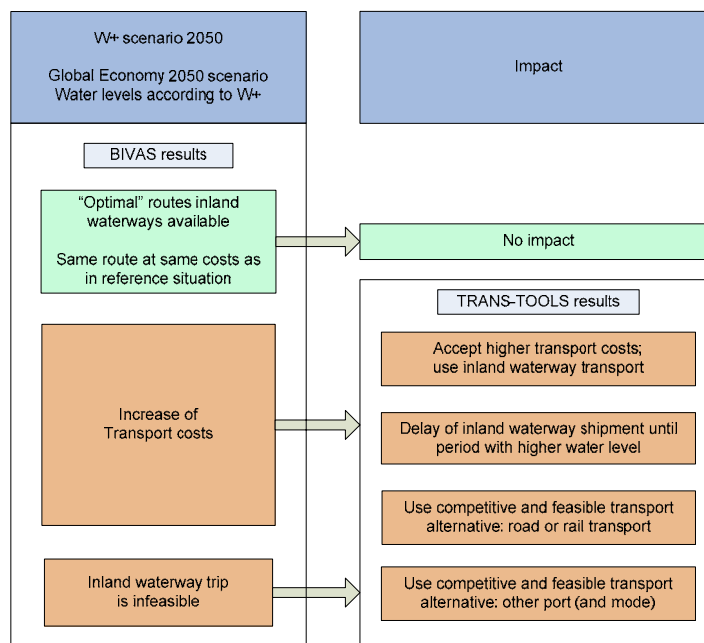 W+ scenario 2050
Global Economy 2050 scenario
Water levels according to W+
Impact
BIVAS results
“Optimal” routes inland
waterways available
Same route at same costs as
in reference situation
No impact
TRANS-TOOLS results
Increase of
Transport costs
Accept higher transport costs;
use inland waterway transport
Delay of inland waterway shipment until
period with higher water level
Use competitive and feasible transport
alternative: road or rail transport
Inland waterway trip
is infeasible
Use competitive and feasible transport
alternative: other port (and mode)